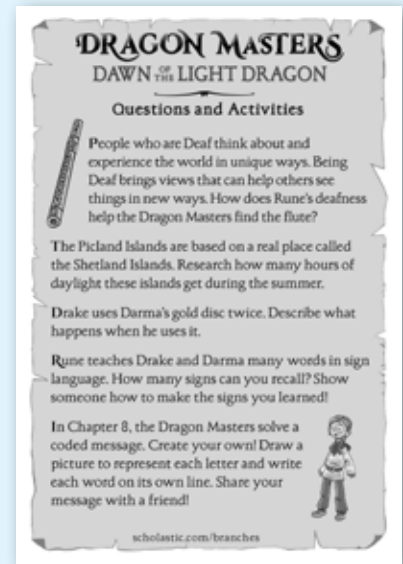 DRAGON MASTERS
DAWN OF THE LIGHT DRAGON
Questions and Activities
People who are Deaf think about and
experience the world in unique ways. Being
Deaf brings views that can help others see
things in new ways. How does Rune's deafness
help the Dragon Masters find the flute?
The Picland Islands are based on a real place called
the Shetland Islands. Research how many hours of
daylight these islands get during the summer.
Drake uses Darma's gold disc twice. Describe what
happens when he uses it.
Rune teaches Drake and Darma many words in sign
language. How many signs can you recall? Show
someone how to make the signs you learned!
In Chapter 8, the Dragon Masters solve a
coded message. Create your own! Draw a
picture to represent each letter and write
each word on its own line. Share your
message with a friend!
scholastic.com/branches